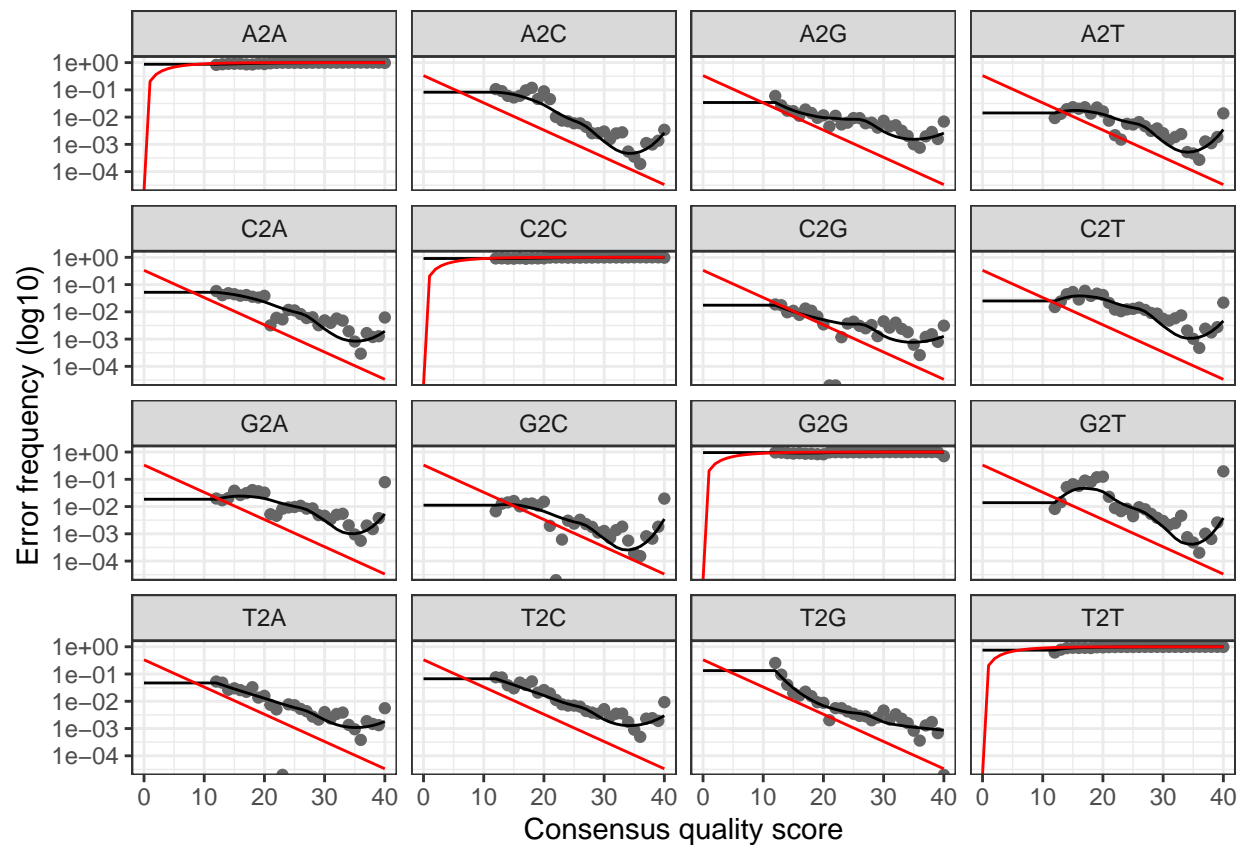 A2A A2C A2G A2T
1e+00
1e−01
1e−02
1e−03
1e−04
C2A C2C C2G C2T
1e+00
1e−01
1e−02
1e−03
1e−04
Error frequency (log10)
G2A G2C G2G G2T
1e+00
1e−01
1e−02
1e−03
1e−04
T2A T2C T2G T2T
1e+00
1e−01
1e−02
1e−03
1e−04
0 10 20 30 40 0 10 20 30 40 0 10 20 30 40 0 10 20 30 40
Consensus quality score